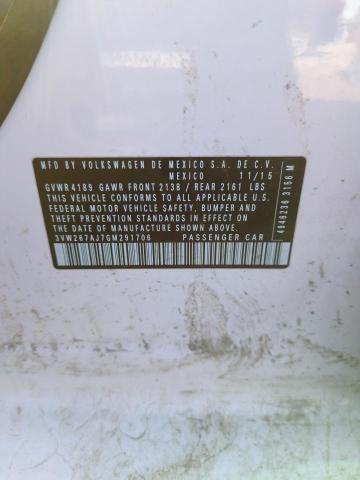 MFD BY VOLKSWAGEN DE MEXICO S.A. DE C.V.
MEXICO 11/15
GVWR 4189 GAWR FRONT 2138 / REAR 2161 LBS
THIS VEHICLE CONFORMS TO ALL APPLICABLE U.S.
FEDERAL MOTOR VEHICLE SAFETY, BUMPER AND
THEFT PREVENTION STANDARDS IN EFFECT ON
THE DATE OF MANUFACTURE SHOWN ABOVE
3VW267AJ7GM291706 PASSENGER CAR
4946236 3156 M